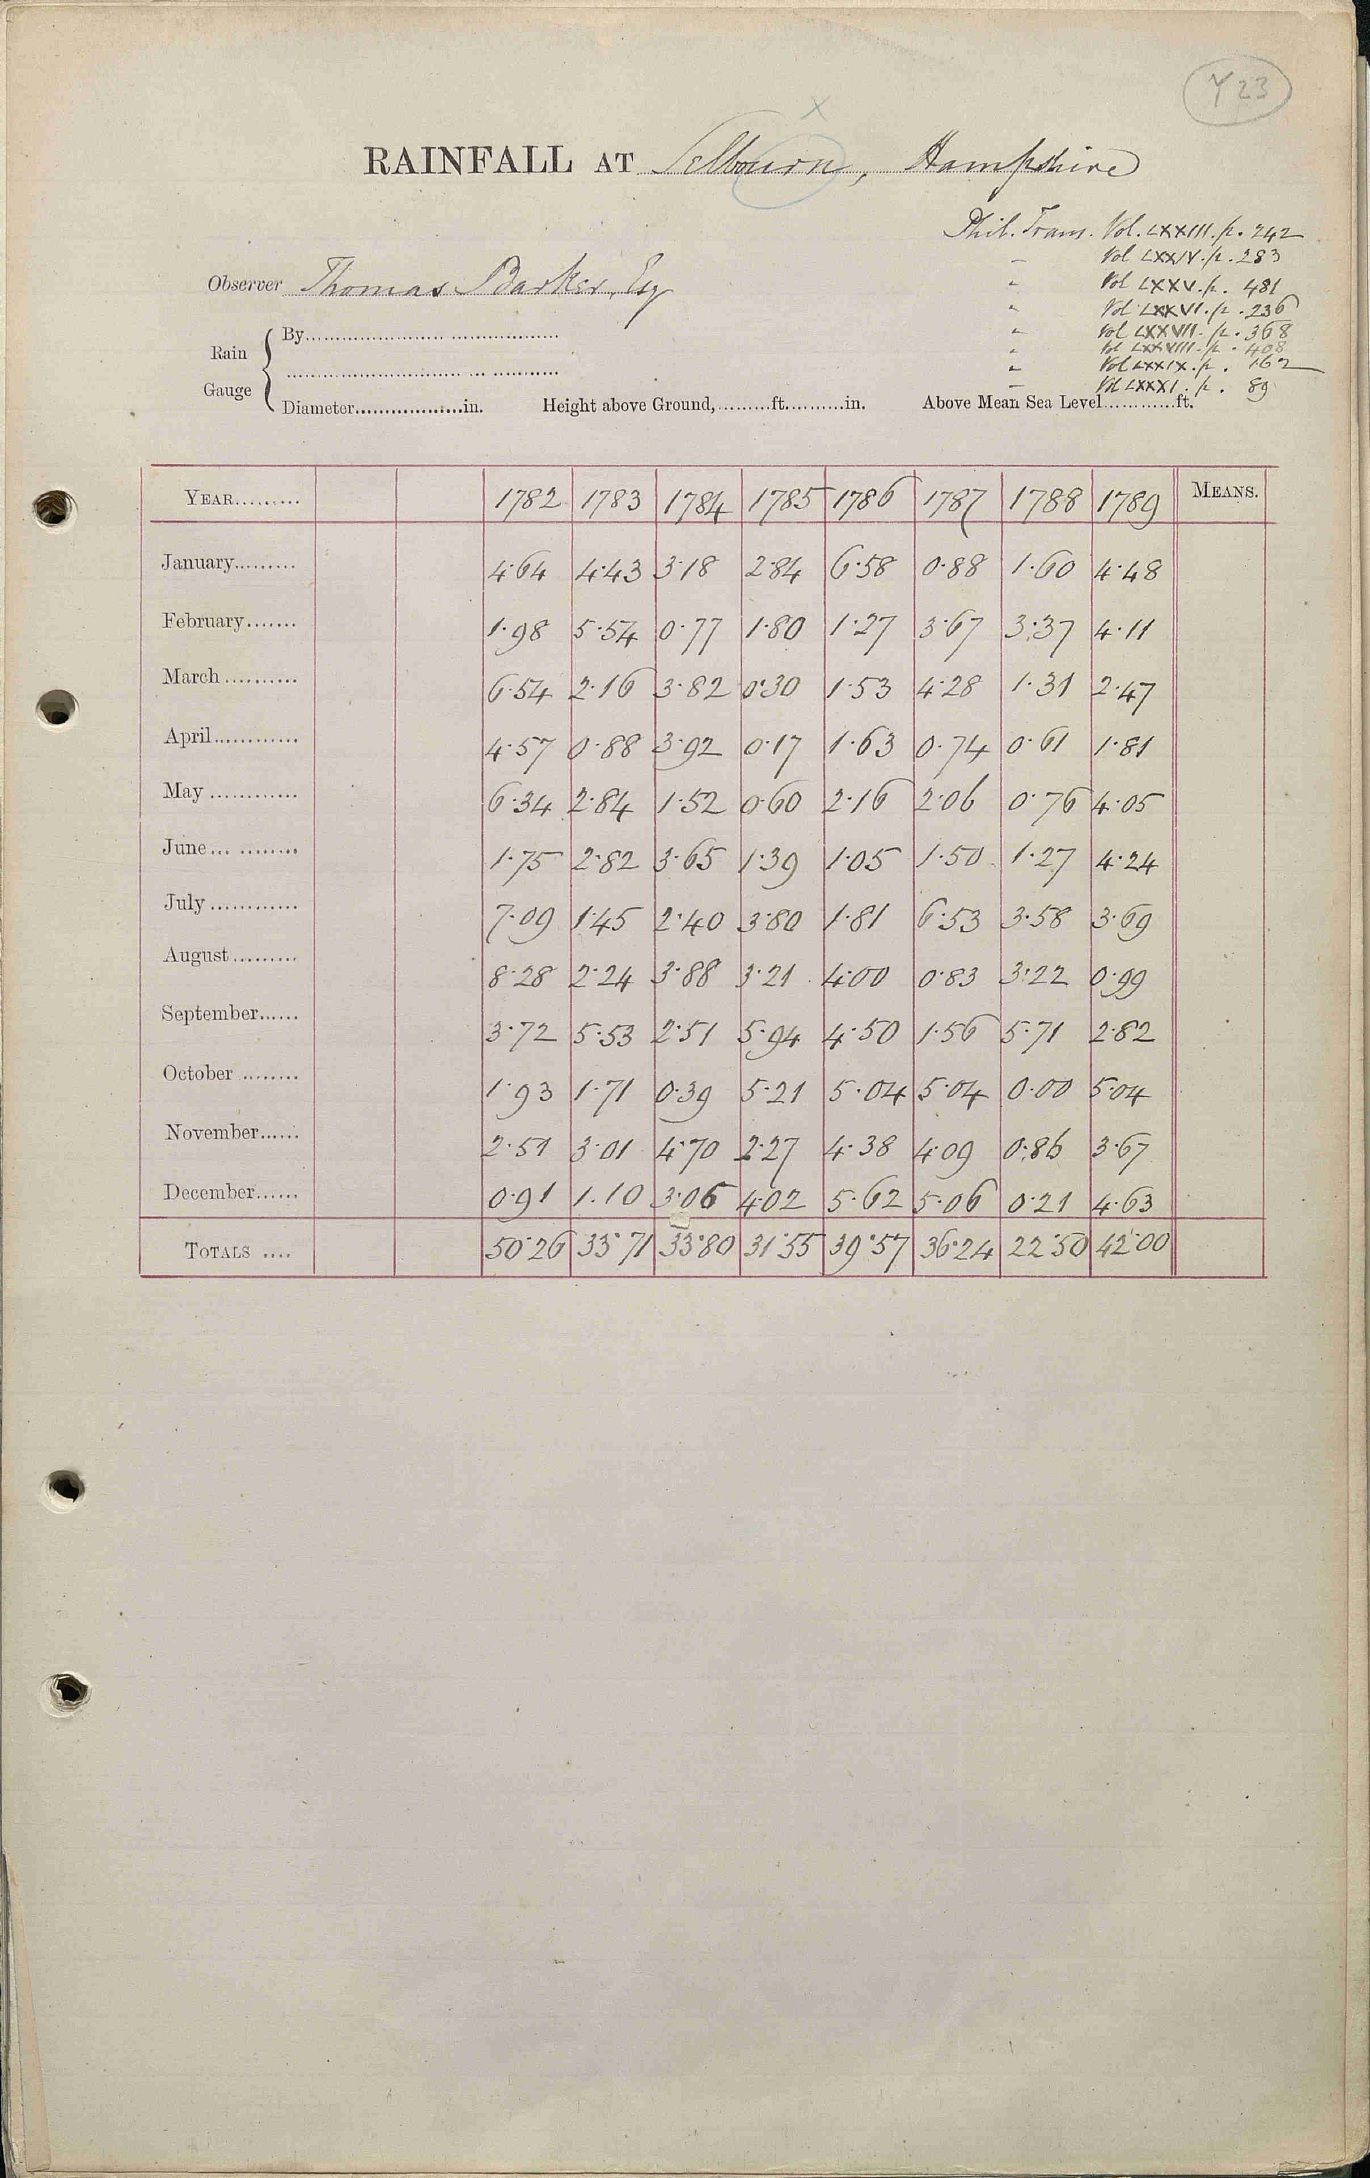 Y 23
x
RAINFALL AT Selbourn, Hampshire
Phil. Trans. Vol. LXXIII. p. 242
– Vol LXXIV. p. 283
" Vol LXXV. p. 481
" Vol LXXVI. p. 236
" Vol LXXVII. p. 368
" Vol LXXVIII. p. 408
" Vol LXXIX. p. 162
– Vol LXXXI. p. 89
Observer Thomas Barker, Esq
Rain Gauge { By..............................................
..............................................
Diameter..................in. Height above Ground,.........ft..........in. Above Mean Sea Level............ft.
YEAR......... 1782 1783 1784 1785 1786 1787 1788 1789 MEANS.
January......... 4·64 4·43 3·18 2·84 6·58 0·88 1·60 4·48
February....... 1·98 5·54 0·77 1·80 1·27 3·67 3·37 4·11
March.......... 6·54 2·16 3·82 0·30 1·53 4·28 1·31 2·47
April............ 4·57 0·88 3·92 0·17 1·63 0·74 0·61 1·81
May............ 6·34 2·84 1·52 0·60 2·16 2·06 0·76 4·05
June... ........ 1·75 2·82 3·65 1·39 1·05 1·50 1·27 4·24
July............ 7·09 1·45 2·40 3·80 1·81 6·53 3·58 3·69
August......... 8·28 2·24 3·88 3·21 4·00 0·83 3·22 0·99
September...... 3·72 5·53 2·51 5·94 4·50 1·56 5·71 2·82
October ........ 1·93 1·71 0·39 5·21 5·04 5·04 0·00 5·04
November...... 2·51 3·01 4·70 2·27 4·38 4·09 0·86 3·67
December...... 0·91 1·10 3·06 4·02 5·62 5·06 0·21 4·63
TOTALS .... 50·26 33·71 33·80 31·55 39·57 36·24 22·50 42·00